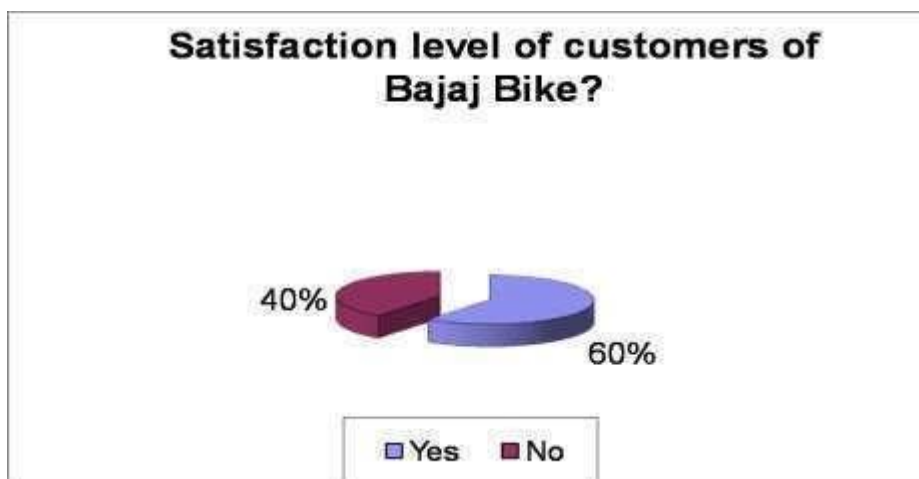 Satisfaction level of customers of
Bajaj Bike?
40%
60%
Yes No